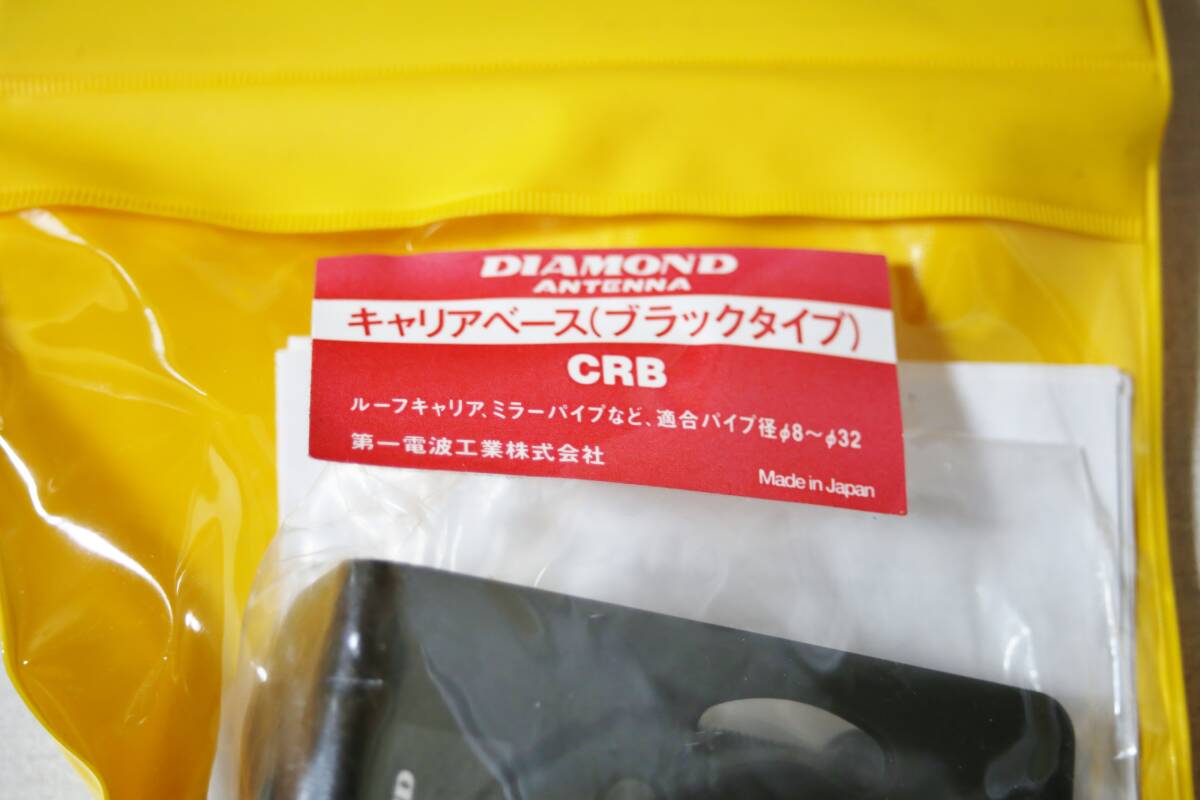 DIAMOND
ANTENNA
キャリアベース(ブラックタイプ)
CRB
ルーフキャリア、ミラーパイプなど、適合パイプ径φ8〜φ32
第一電波工業株式会社
Made in Japan